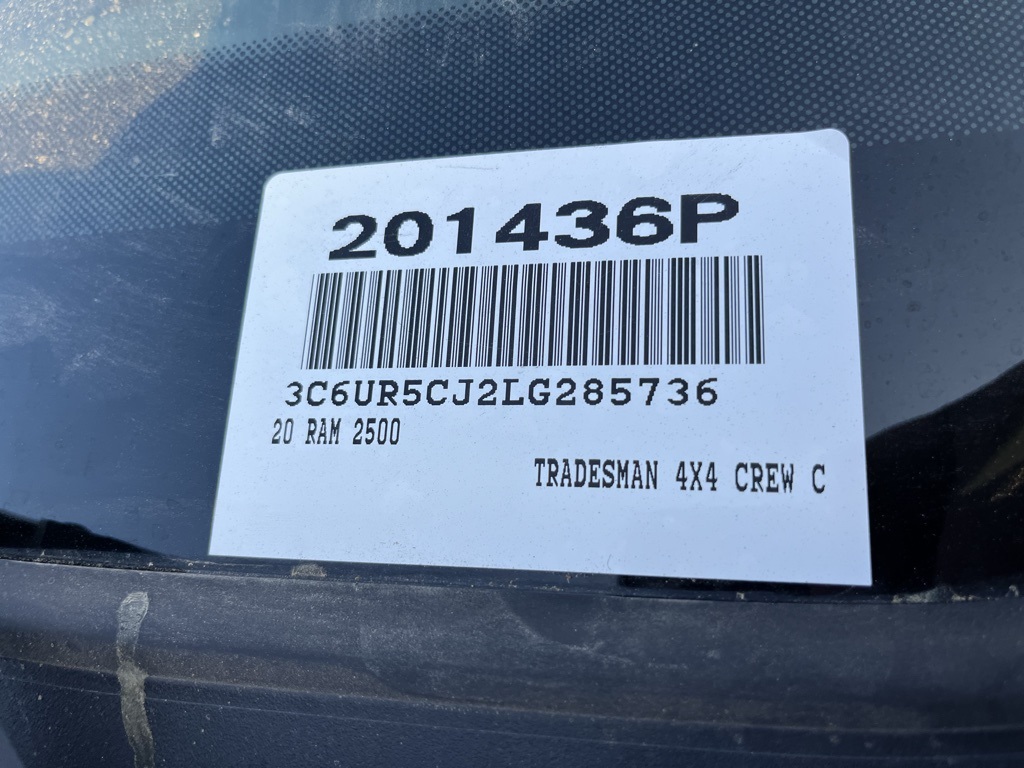 201436P
3C6UR5CJ2LG285736
20 RAM 2500
TRADESMAN 4X4 CREW C